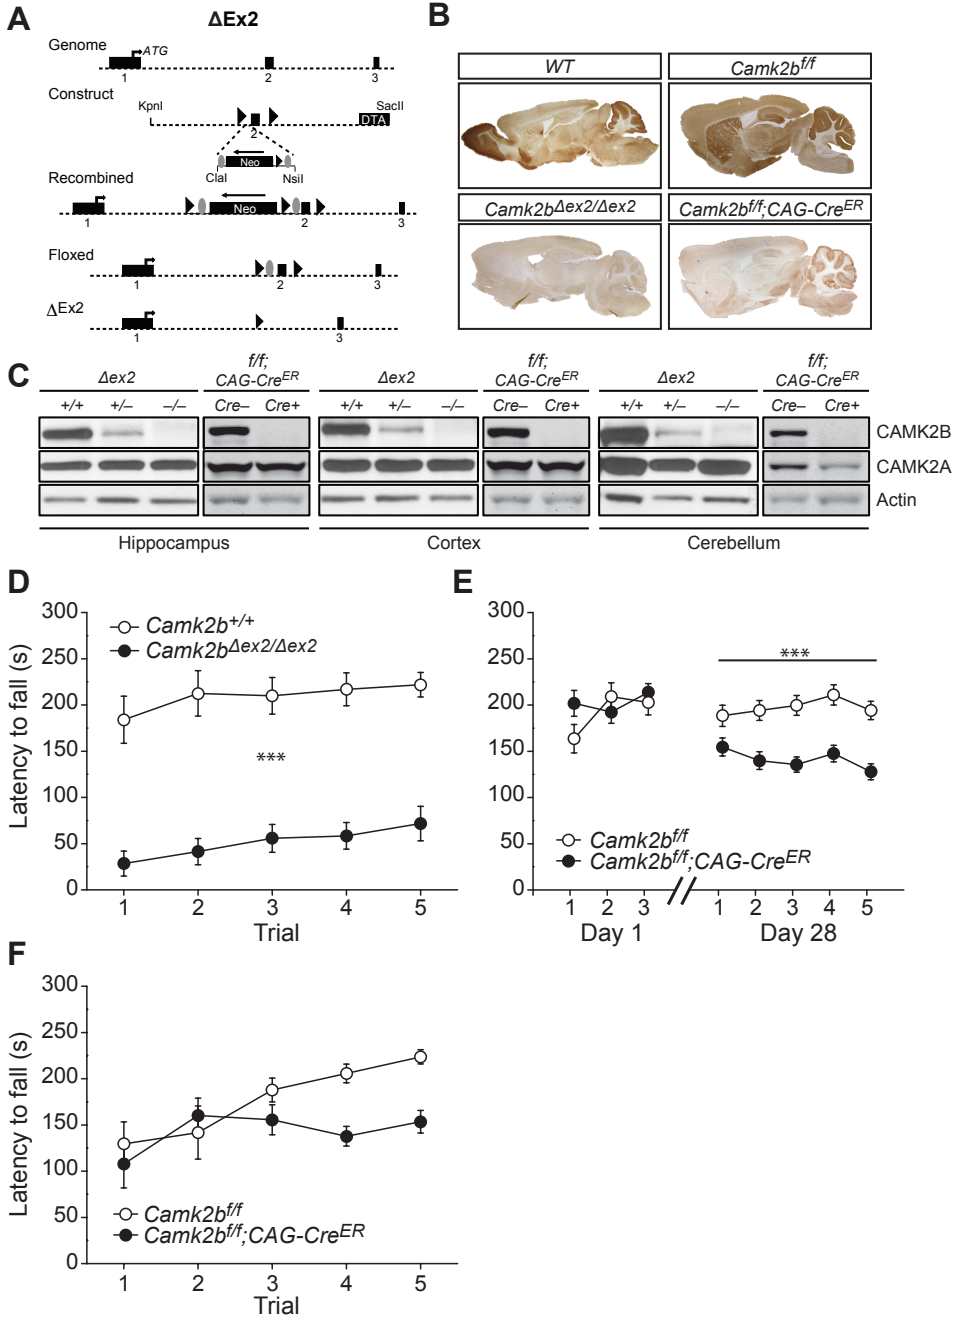 A
ΔEx2
Genome
ATG
1
2
3
Construct
KpnI
SacII
DTA
2
Neo
ClaI
NsiI
Recombined
Neo
1
2
3
Floxed
1
2
3
ΔEx2
1
3
B
WT
Camk2b^f/f
Camk2b^Δex2/Δex2
Camk2b^f/f;CAG-Cre^ER
C
Δex2
f/f;
CAG-Cre^ER
Δex2
f/f;
CAG-Cre^ER
Δex2
f/f;
CAG-Cre^ER
+/+ +/– –/– Cre– Cre+ +/+ +/– –/– Cre– Cre+ +/+ +/– –/– Cre– Cre+
CAMK2B
CAMK2A
Actin
Hippocampus
Cortex
Cerebellum
D
Latency to fall (s)
300
250
200
150
100
50
0
Camk2b^+/+
Camk2b^Δex2/Δex2
***
1 2 3 4 5
Trial
E
300
250
200
150
100
50
0
***
Camk2b^f/f
Camk2b^f/f;CAG-Cre^ER
1 2 3 1 2 3 4 5
Day 1 Day 28
F
Latency to fall (s)
300
250
200
150
100
50
0
Camk2b^f/f
Camk2b^f/f;CAG-Cre^ER
1 2 3 4 5
Trial